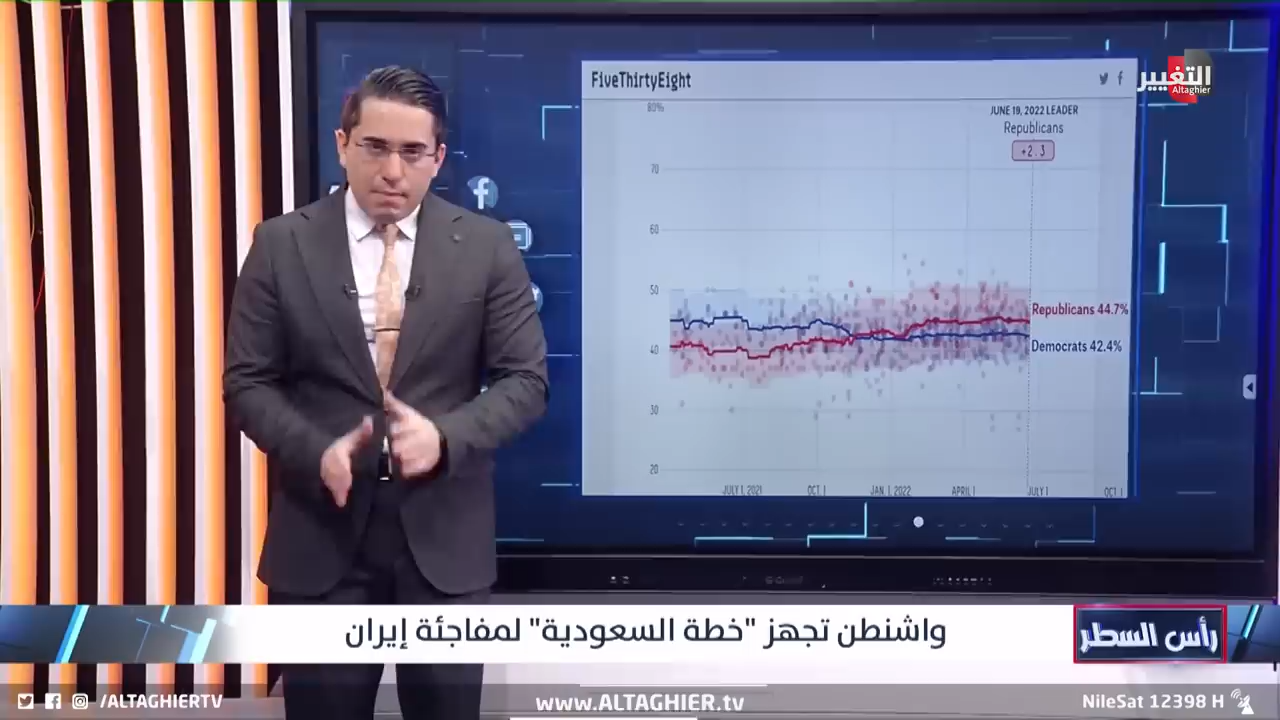 FiveThirtyEight
التغيير
Altaghier
80%
JUNE 19, 2022 LEADER
Republicans
+2.3
70
60
50
Republicans 44.7%
40
Democrats 42.4%
30
20
JULY 1, 2021 OCT. 1 JAN. 1, 2022 APRIL 1 JULY 1 OCT. 1
واشنطن تجهز "خطة السعودية" لمفاجئة إيران
رأس السطر
/ALTAGHIERTV
www.ALTAGHIER.tv
NileSat 12398 H